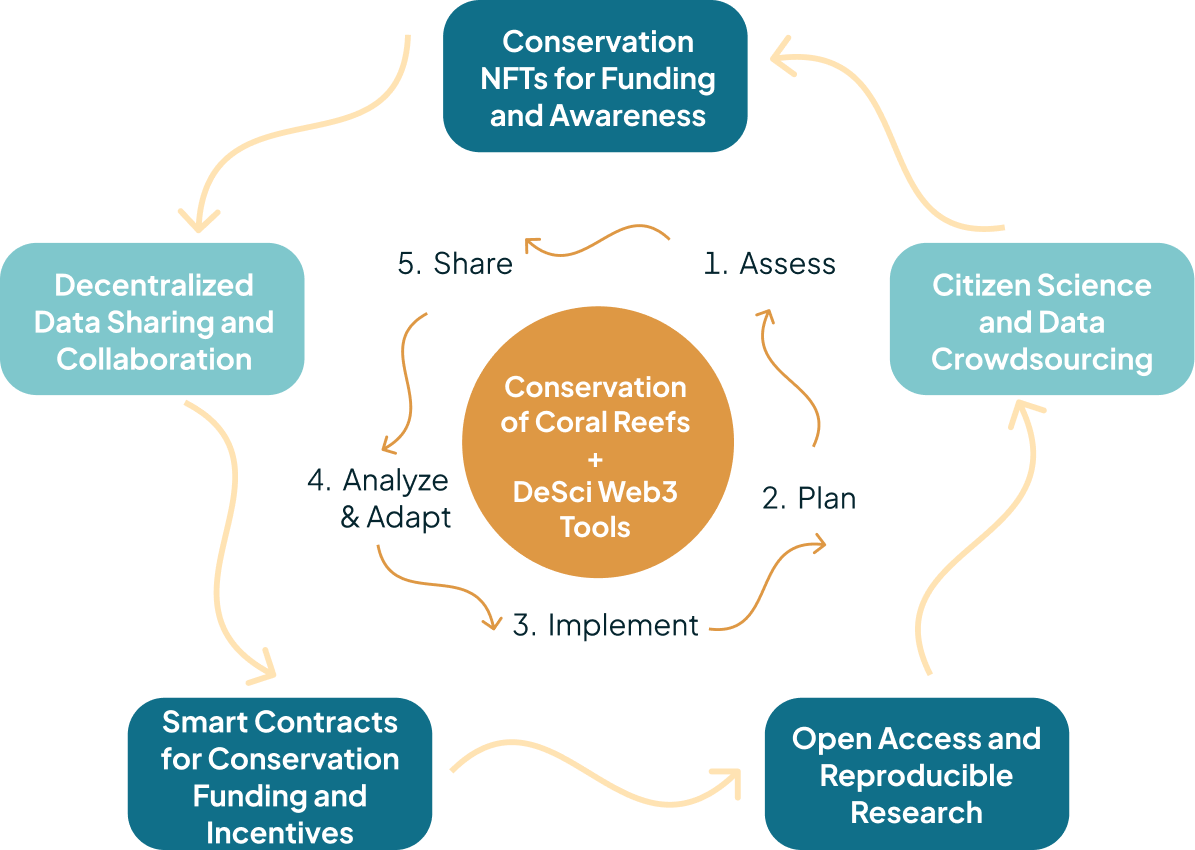 Conservation
NFTs for Funding
and Awareness
5. Share
1. Assess
Decentralized
Data Sharing and
Collaboration
Citizen Science
and Data
Crowdsourcing
Conservation
of Coral Reefs
+
DeSci Web3
Tools
4. Analyze
& Adapt
2. Plan
3. Implement
Smart Contracts
for Conservation
Funding and
Incentives
Open Access and
Reproducible
Research